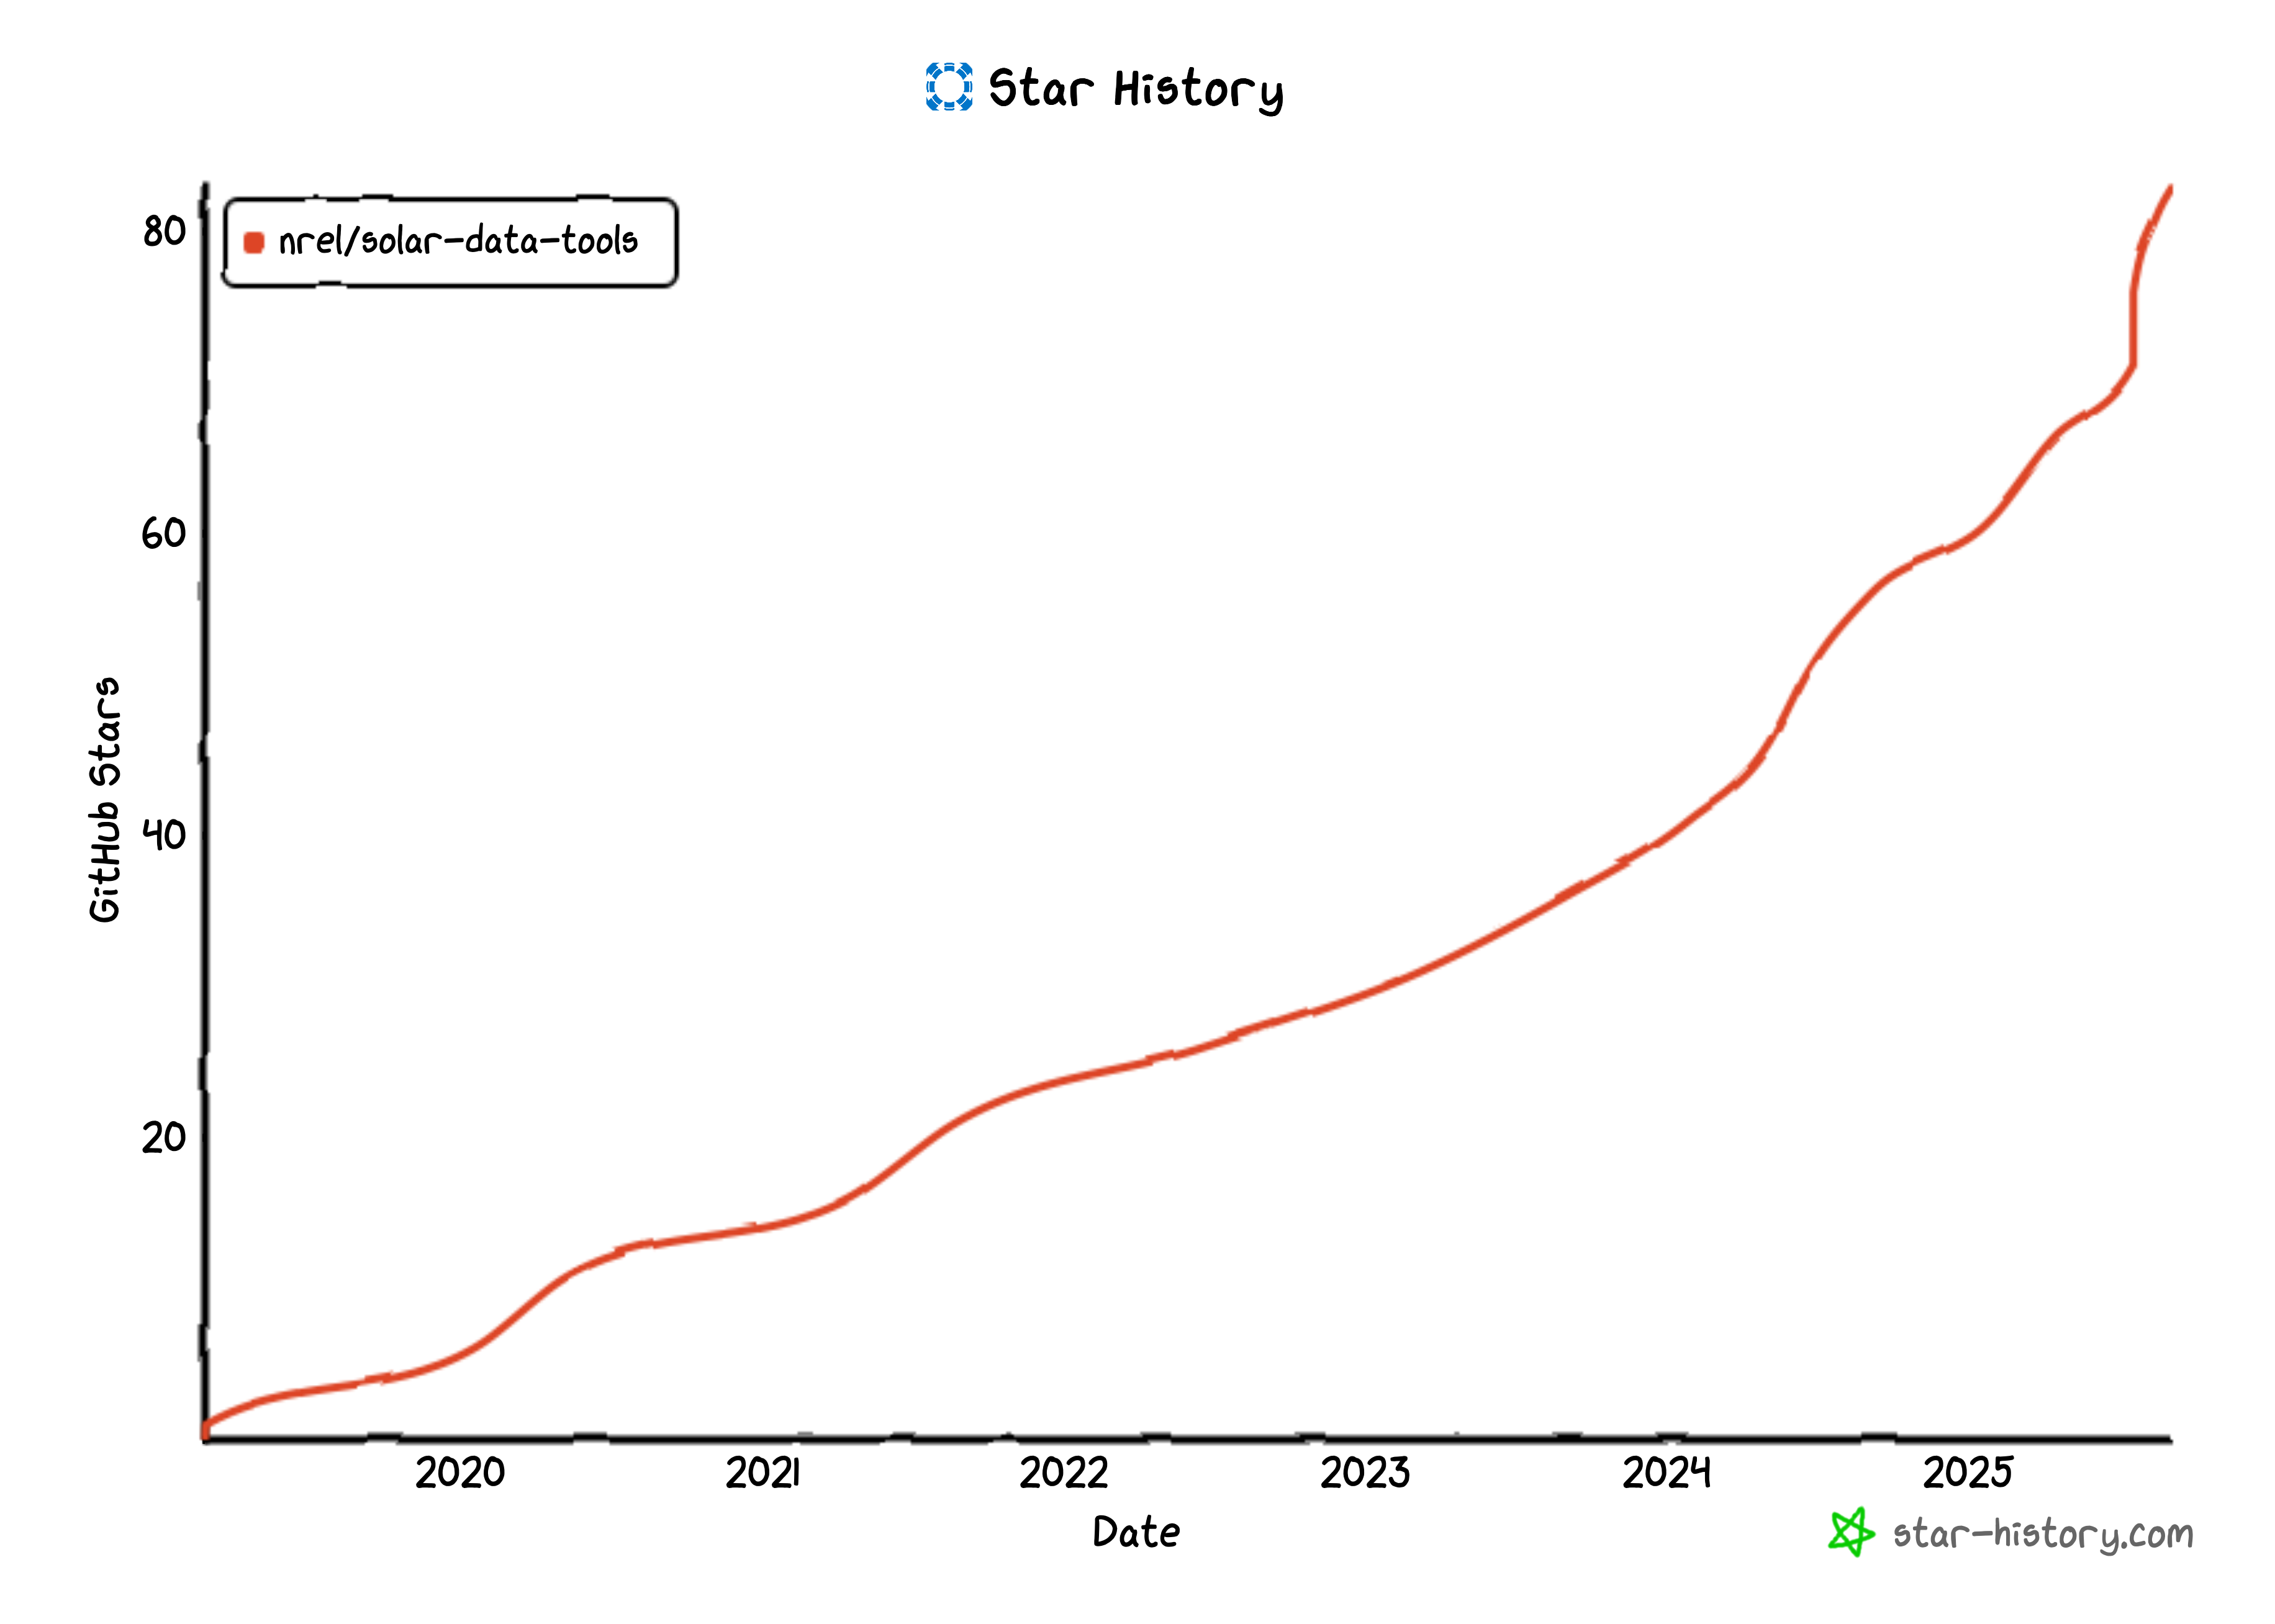 Star History
nrel/solar-data-tools
80
60
40
20
GitHub Stars
2020 2021 2022 2023 2024 2025
Date
star-history.com